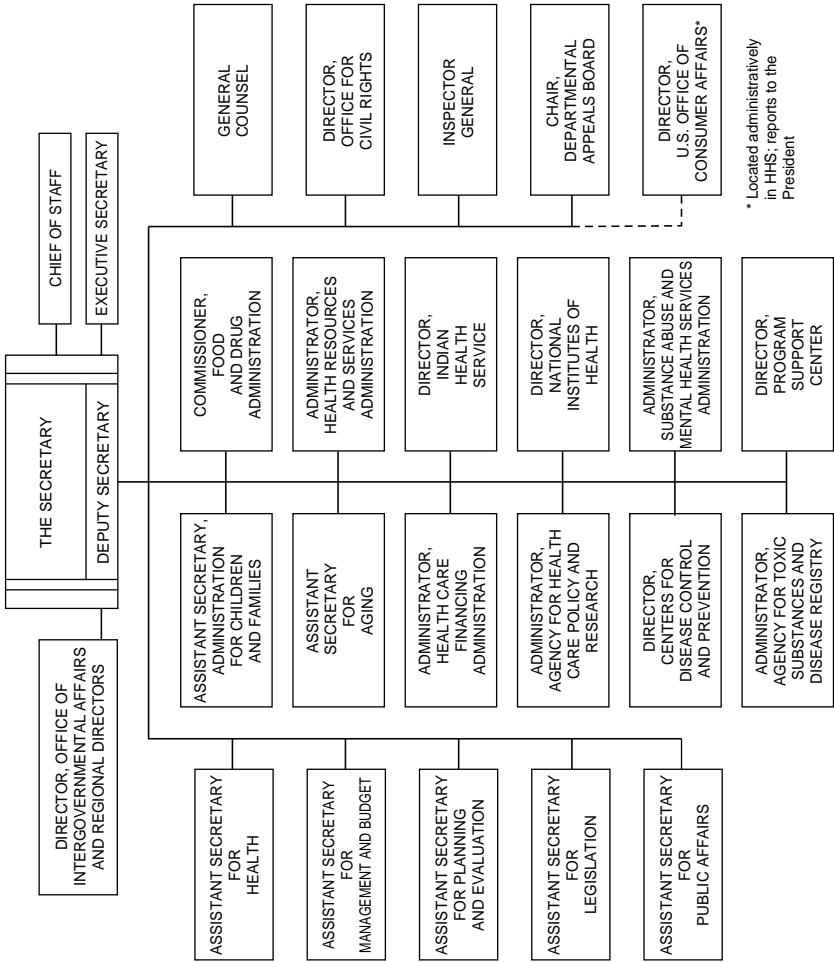 THE SECRETARY
DEPUTY SECRETARY
CHIEF OF STAFF
EXECUTIVE SECRETARY
DIRECTOR, OFFICE OF
INTERGOVERNMENTAL AFFAIRS
AND REGIONAL DIRECTORS
ASSISTANT SECRETARY
FOR
HEALTH
ASSISTANT SECRETARY
FOR
MANAGEMENT AND BUDGET
ASSISTANT SECRETARY
FOR PLANNING
AND EVALUATION
ASSISTANT SECRETARY
FOR
LEGISLATION
ASSISTANT SECRETARY
FOR
PUBLIC AFFAIRS
ASSISTANT SECRETARY,
ADMINISTRATION
FOR CHILDREN
AND FAMILIES
ASSISTANT
SECRETARY
FOR
AGING
ADMINISTRATOR,
HEALTH CARE
FINANCING
ADMINISTRATION
ADMINISTRATOR,
AGENCY FOR HEALTH
CARE POLICY AND
RESEARCH
DIRECTOR,
CENTERS FOR
DISEASE CONTROL
AND PREVENTION
ADMINISTRATOR,
AGENCY FOR TOXIC
SUBSTANCES AND
DISEASE REGISTRY
COMMISSIONER,
FOOD
AND DRUG
ADMINISTRATION
ADMINISTRATOR,
HEALTH RESOURCES
AND SERVICES
ADMINISTRATION
DIRECTOR,
INDIAN
HEALTH
SERVICE
DIRECTOR,
NATIONAL
INSTITUTES OF
HEALTH
ADMINISTRATOR,
SUBSTANCE ABUSE AND
MENTAL HEALTH SERVICES
ADMINISTRATION
DIRECTOR,
PROGRAM
SUPPORT
CENTER
GENERAL
COUNSEL
DIRECTOR,
OFFICE FOR
CIVIL RIGHTS
INSPECTOR
GENERAL
CHAIR,
DEPARTMENTAL
APPEALS BOARD
DIRECTOR,
U.S. OFFICE OF
CONSUMER AFFAIRS*
* Located administratively
in HHS; reports to the
President